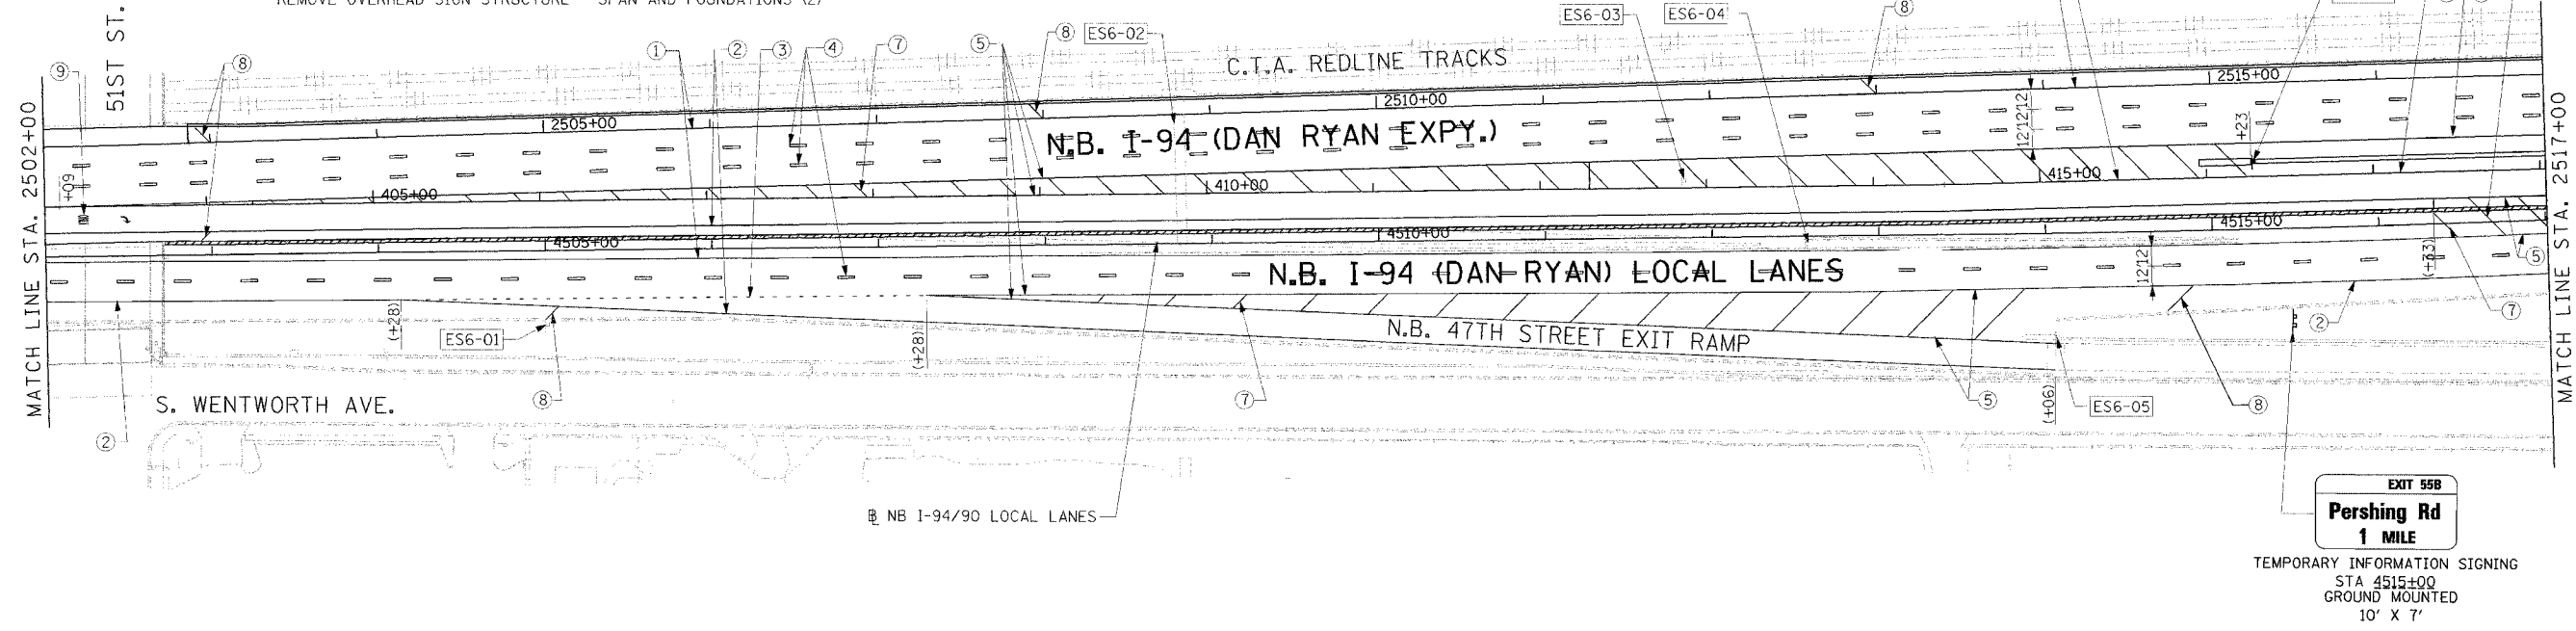 REMOVE OVERHEAD SIGN STRUCTURE - SPAN AND FOUNDATIONS (2)
51ST ST.
ES6-03
ES6-04
8
9
8
1
2
3
4
7
5
8
ES6-02
C.T.A. REDLINE TRACKS
2505+00
2510+00
2515+00
N.B. I-94 (DAN RYAN EXPY.)
12'12'12'
+23
+09
405+00
410+00
415+00
MATCH LINE STA. 2502+00
MATCH LINE STA. 2517+00
4505+00
4510+00
4515+00
N.B. I-94 (DAN RYAN) LOCAL LANES
12'12'
(+33)
5
(+28)
ES6-01
(+28)
N.B. 47TH STREET EXIT RAMP
2
7
S. WENTWORTH AVE.
8
7
5
(+06)
ES6-05
8
2
NB I-94/90 LOCAL LANES
EXIT 55B
Pershing Rd
1 MILE
TEMPORARY INFORMATION SIGNING
STA 4515+00
GROUND MOUNTED
10' X 7'